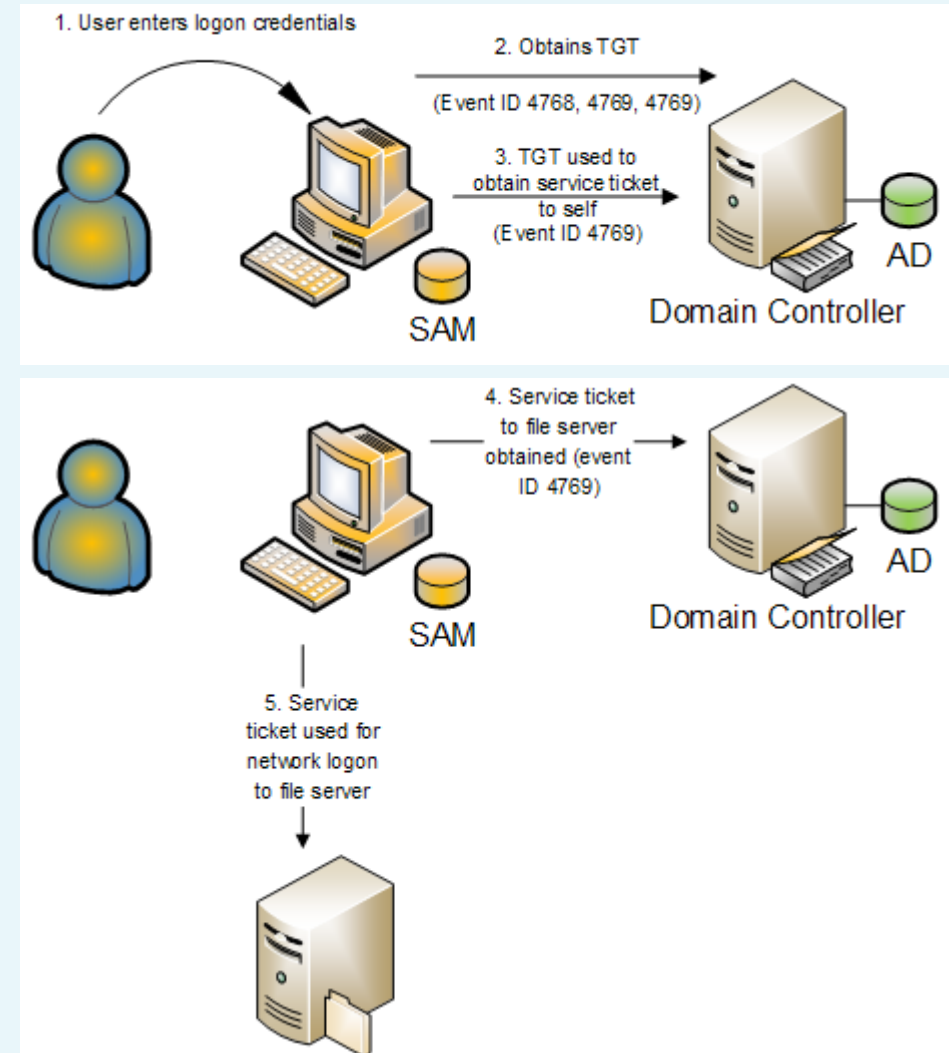 1. User enters logon credentials
2. Obtains TGT
(Event ID 4768, 4769, 4769)
3. TGT used to
obtain service ticket
to self
(Event ID 4769)
SAM
AD
Domain Controller
4. Service ticket
to file server
obtained (event
ID 4769)
SAM
AD
Domain Controller
5. Service
ticket used for
network logon
to file server